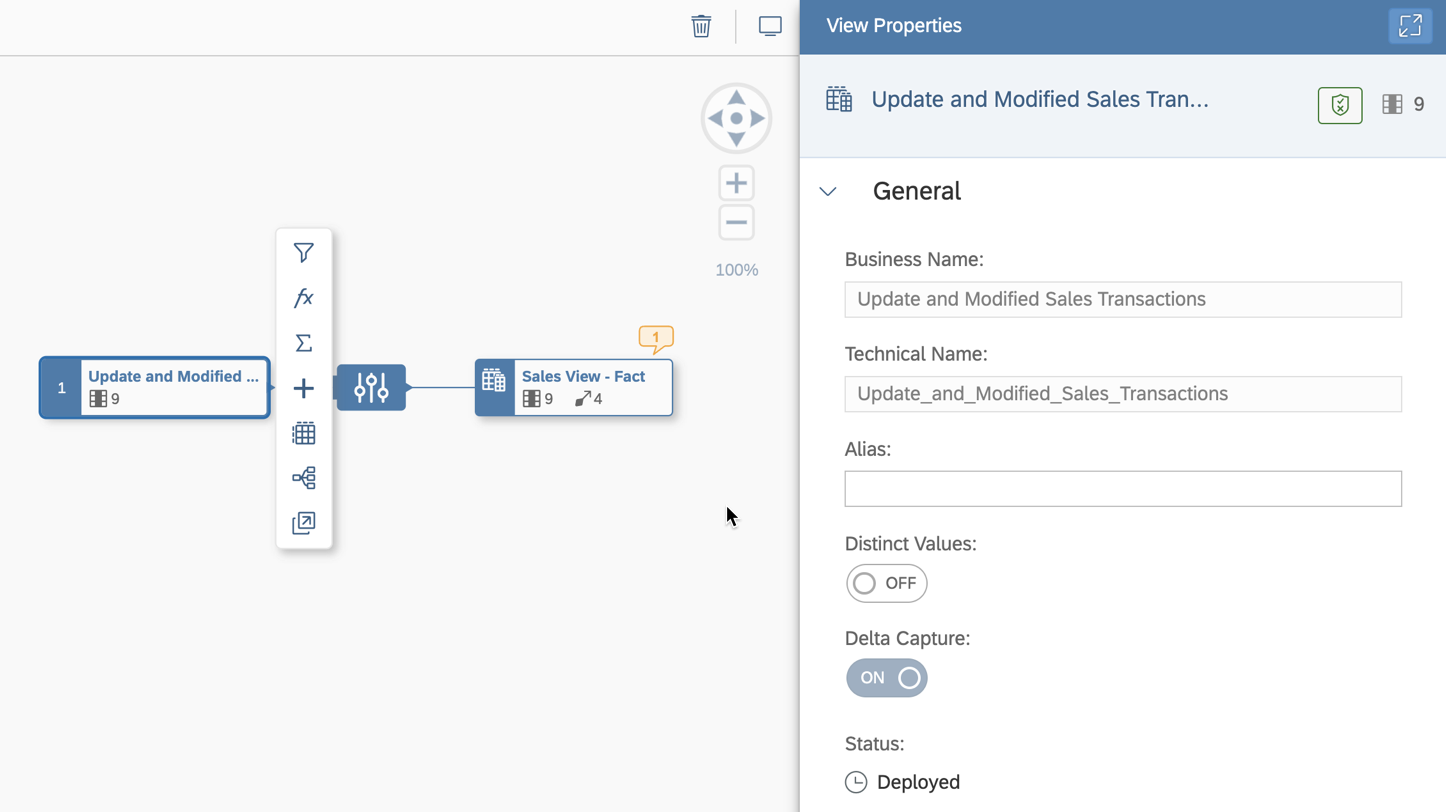 View Properties
Update and Modified Sales Tran...
9
General
Business Name:
Update and Modified Sales Transactions
Technical Name:
Update_and_Modified_Sales_Transactions
Alias:
Distinct Values:
OFF
Delta Capture:
ON
Status:
Deployed
100%
fx
Σ
1
Update and Modified ...
9
1
Sales View - Fact
9
4